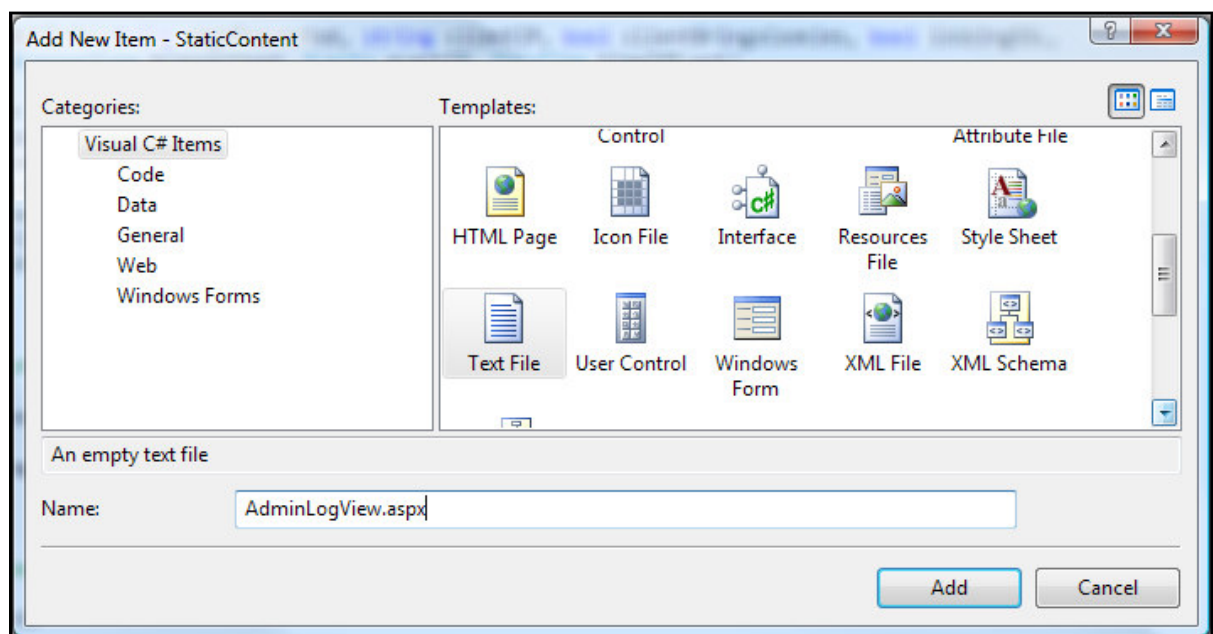 Add New Item - StaticContent
Categories:
Templates:
Visual C# Items
Code
Data
General
Web
Windows Forms
Control
Attribute File
HTML Page
Icon File
Interface
Resources
File
Style Sheet
Text File
User Control
Windows
Form
XML File
XML Schema
An empty text file
Name:
AdminLogView.aspx
Add
Cancel